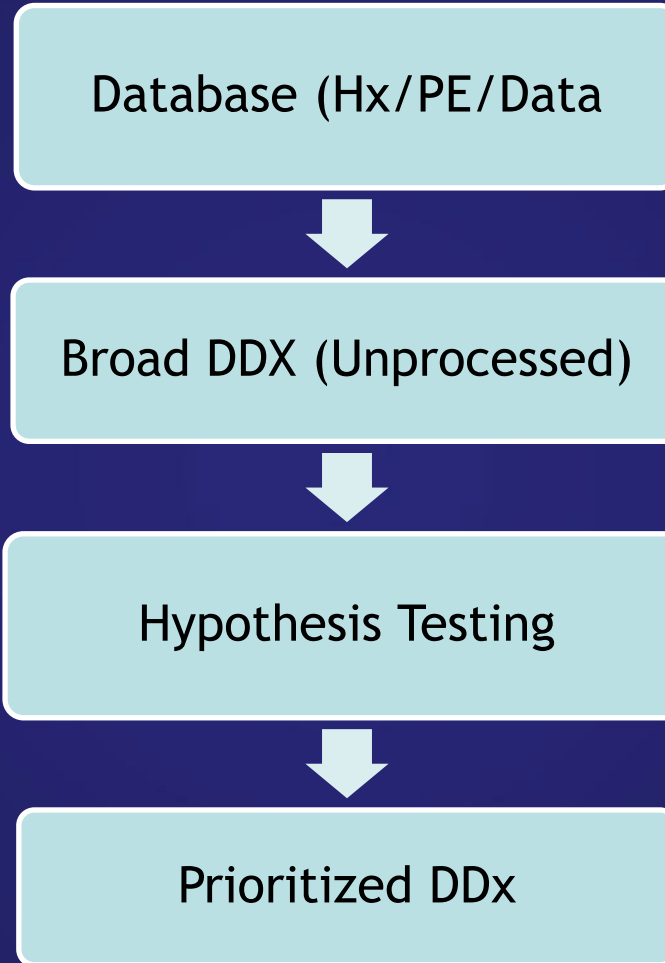 Database (Hx/PE/Data
Broad DDX (Unprocessed)
Hypothesis Testing
Prioritized DDx